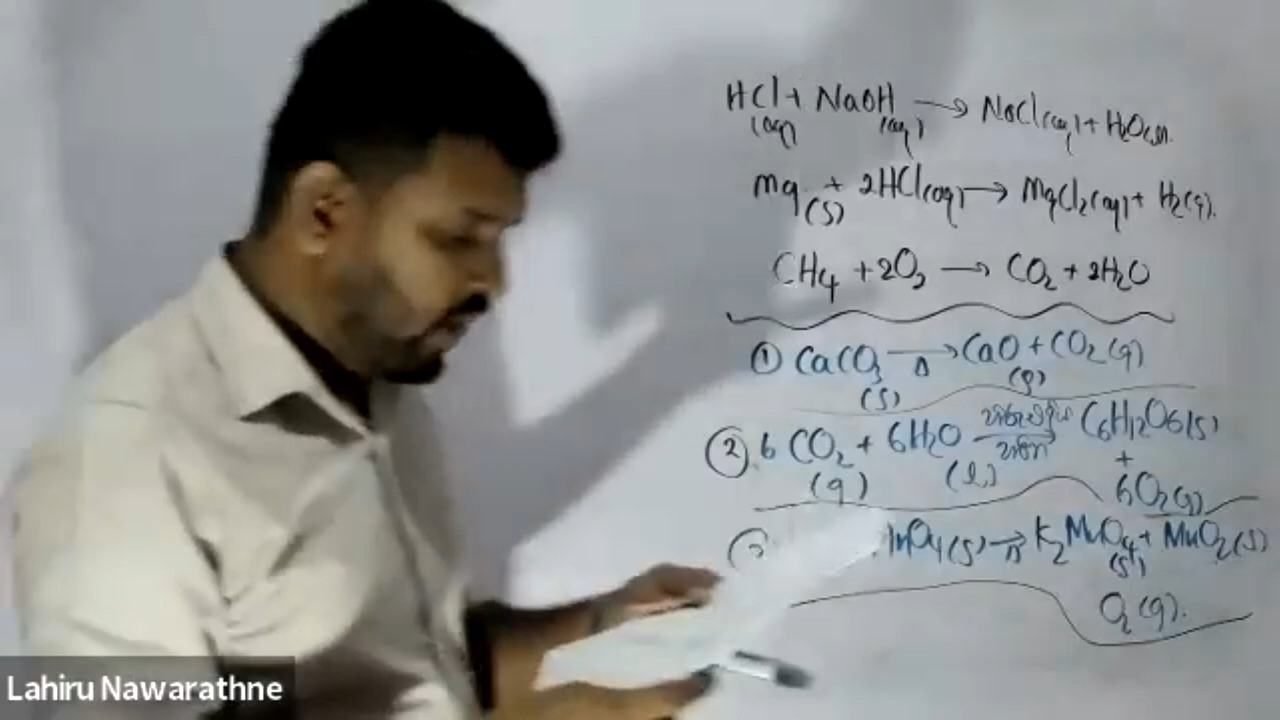 HCl + NaOH → NaCl(aq) + H₂O
(aq) (aq)
Mg + 2HCl(aq) → MgCl₂(aq) + H₂(g).
(s)
CH₄ + 2O₂ → CO₂ + 2H₂O
① CaCO₃ → CaO + CO₂(g)
Δ
(s) (s)
② 6CO₂ + 6H₂O → C₆H₁₂O₆(s)
(g) (l)
+
6O₂(g)
MnO₄(s) → K₂MnO₄ + MnO₂(s)
Δ (s)
O₂(g).
Lahiru Nawarathne